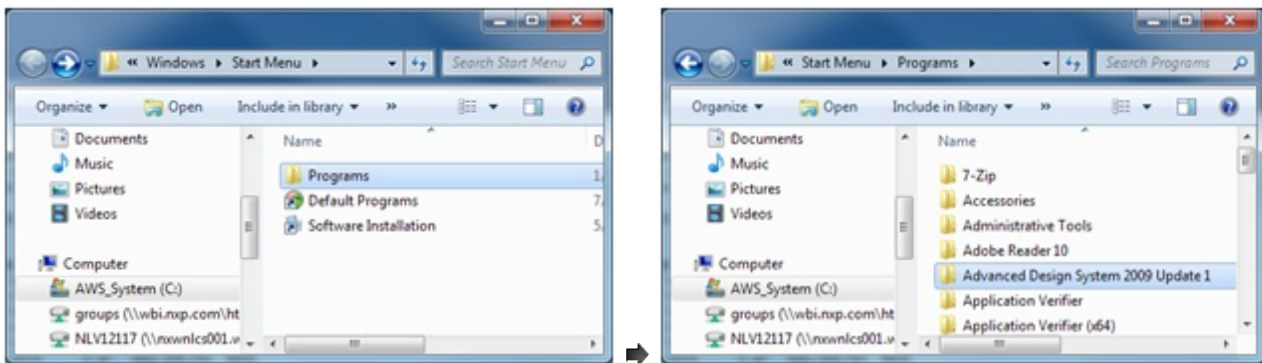 « Windows ▸ Start Menu ▸
Search Start Menu
Organize Open Include in library »
Documents
Music
Pictures
Videos
Computer
AWS_System (C:)
groups (\\wbi.nxp.com\ht
NLV12117 (\\nxwnlcs001.w
Name D
Programs 1/
Default Programs 7/
Software Installation 5/
« Start Menu ▸ Programs ▸
Search Programs
Organize Open Include in library »
Documents
Music
Pictures
Videos
Computer
AWS_System (C:)
groups (\\wbi.nxp.com\ht
NLV12117 (\\nxwnlcs001.w
Name
7-Zip
Accessories
Administrative Tools
Adobe Reader 10
Advanced Design System 2009 Update 1
Application Verifier
Application Verifier (x64)